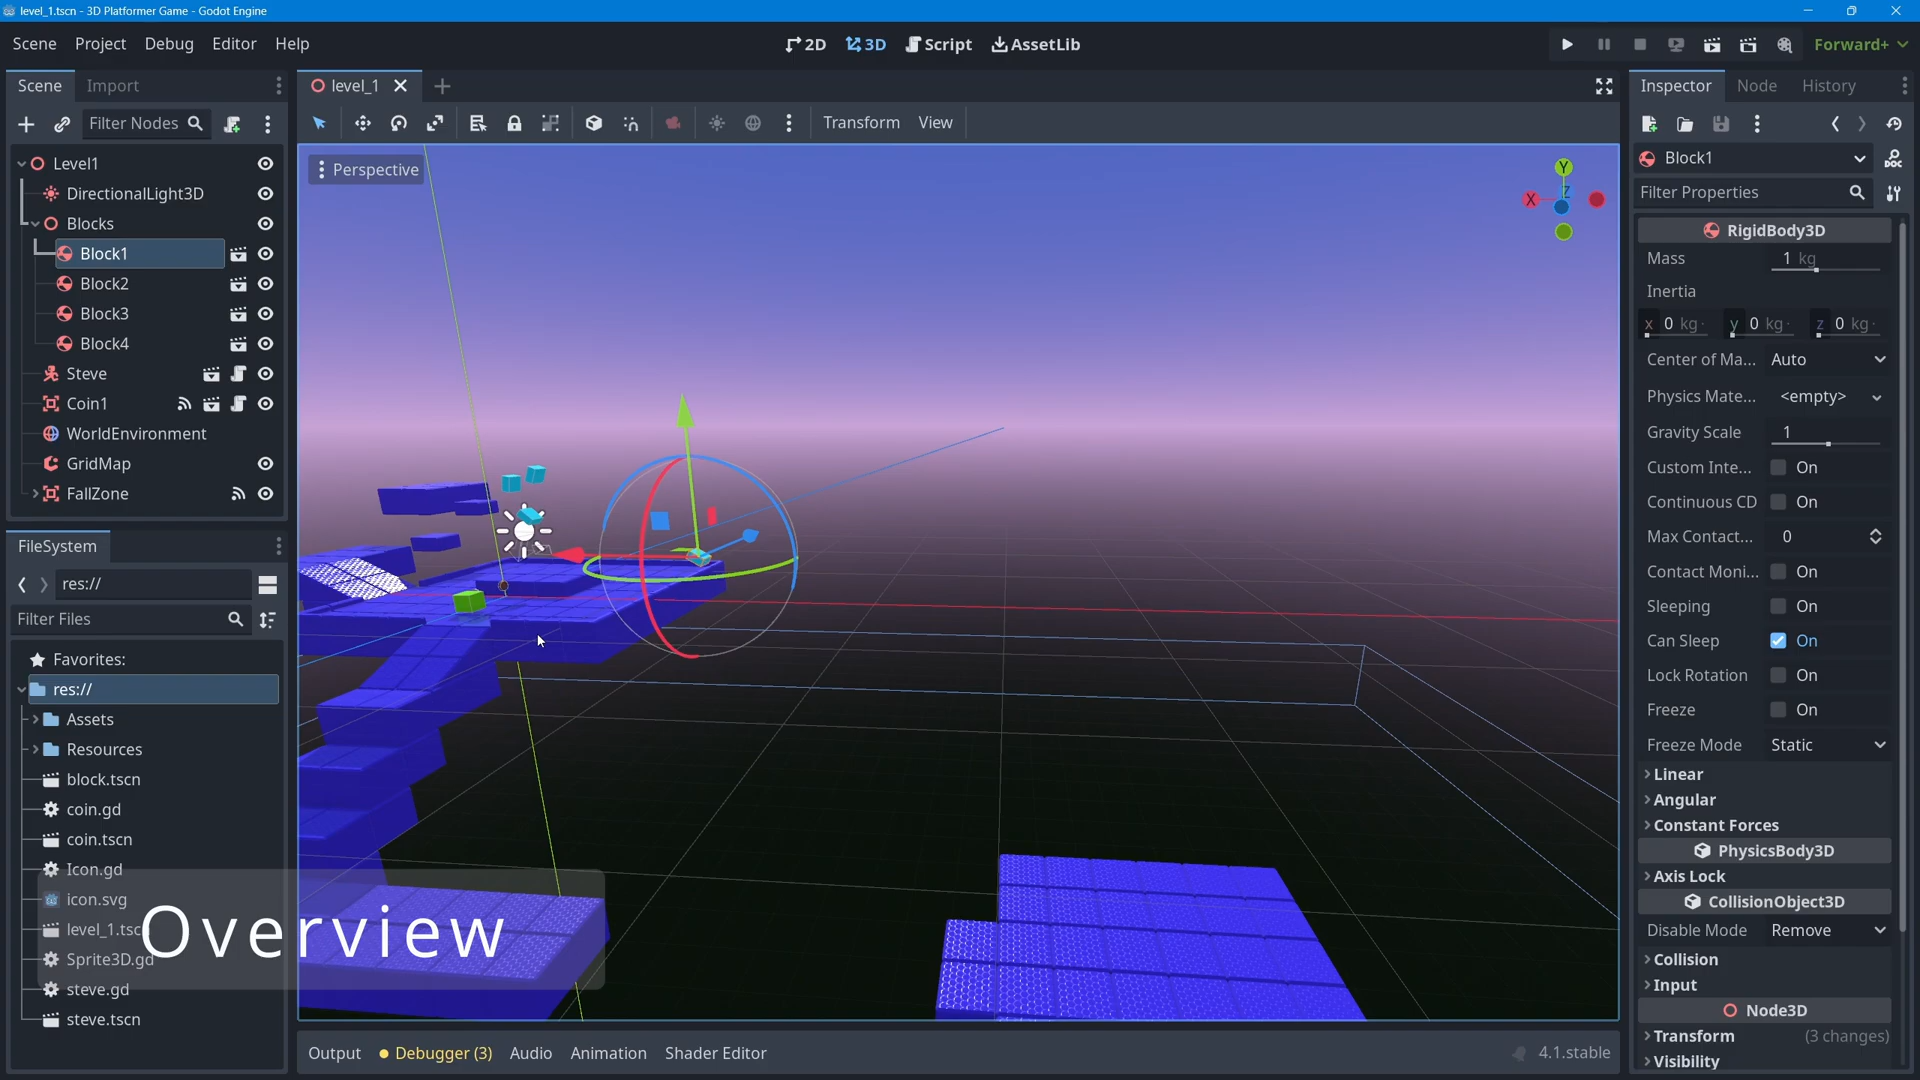 level_1.tscn - 3D Platformer Game - Godot Engine
Scene Project Debug Editor Help
2D 3D Script AssetLib
Forward+
Scene Import
Filter Nodes
Level1
DirectionalLight3D
Blocks
Block1
Block2
Block3
Block4
Steve
Coin1
WorldEnvironment
GridMap
FallZone
FileSystem
res://
Filter Files
Favorites:
res://
Assets
Resources
block.tscn
coin.gd
coin.tscn
Icon.gd
icon.svg
level_1.tsc
Sprite3D.gd
steve.gd
steve.tscn
level_1
Transform View
Perspective
Y
X
Z
Overview
Output Debugger (3) Audio Animation Shader Editor
4.1.stable
Inspector Node History
Block1
Filter Properties
RigidBody3D
Mass 1 kg
Inertia
x 0 kg· y 0 kg· z 0 kg·
Center of Ma... Auto
Physics Mate... <empty>
Gravity Scale 1
Custom Inte... On
Continuous CD On
Max Contact... 0
Contact Moni... On
Sleeping On
Can Sleep On
Lock Rotation On
Freeze On
Freeze Mode Static
Linear
Angular
Constant Forces
PhysicsBody3D
Axis Lock
CollisionObject3D
Disable Mode Remove
Collision
Input
Node3D
Transform (3 changes)
Visibility